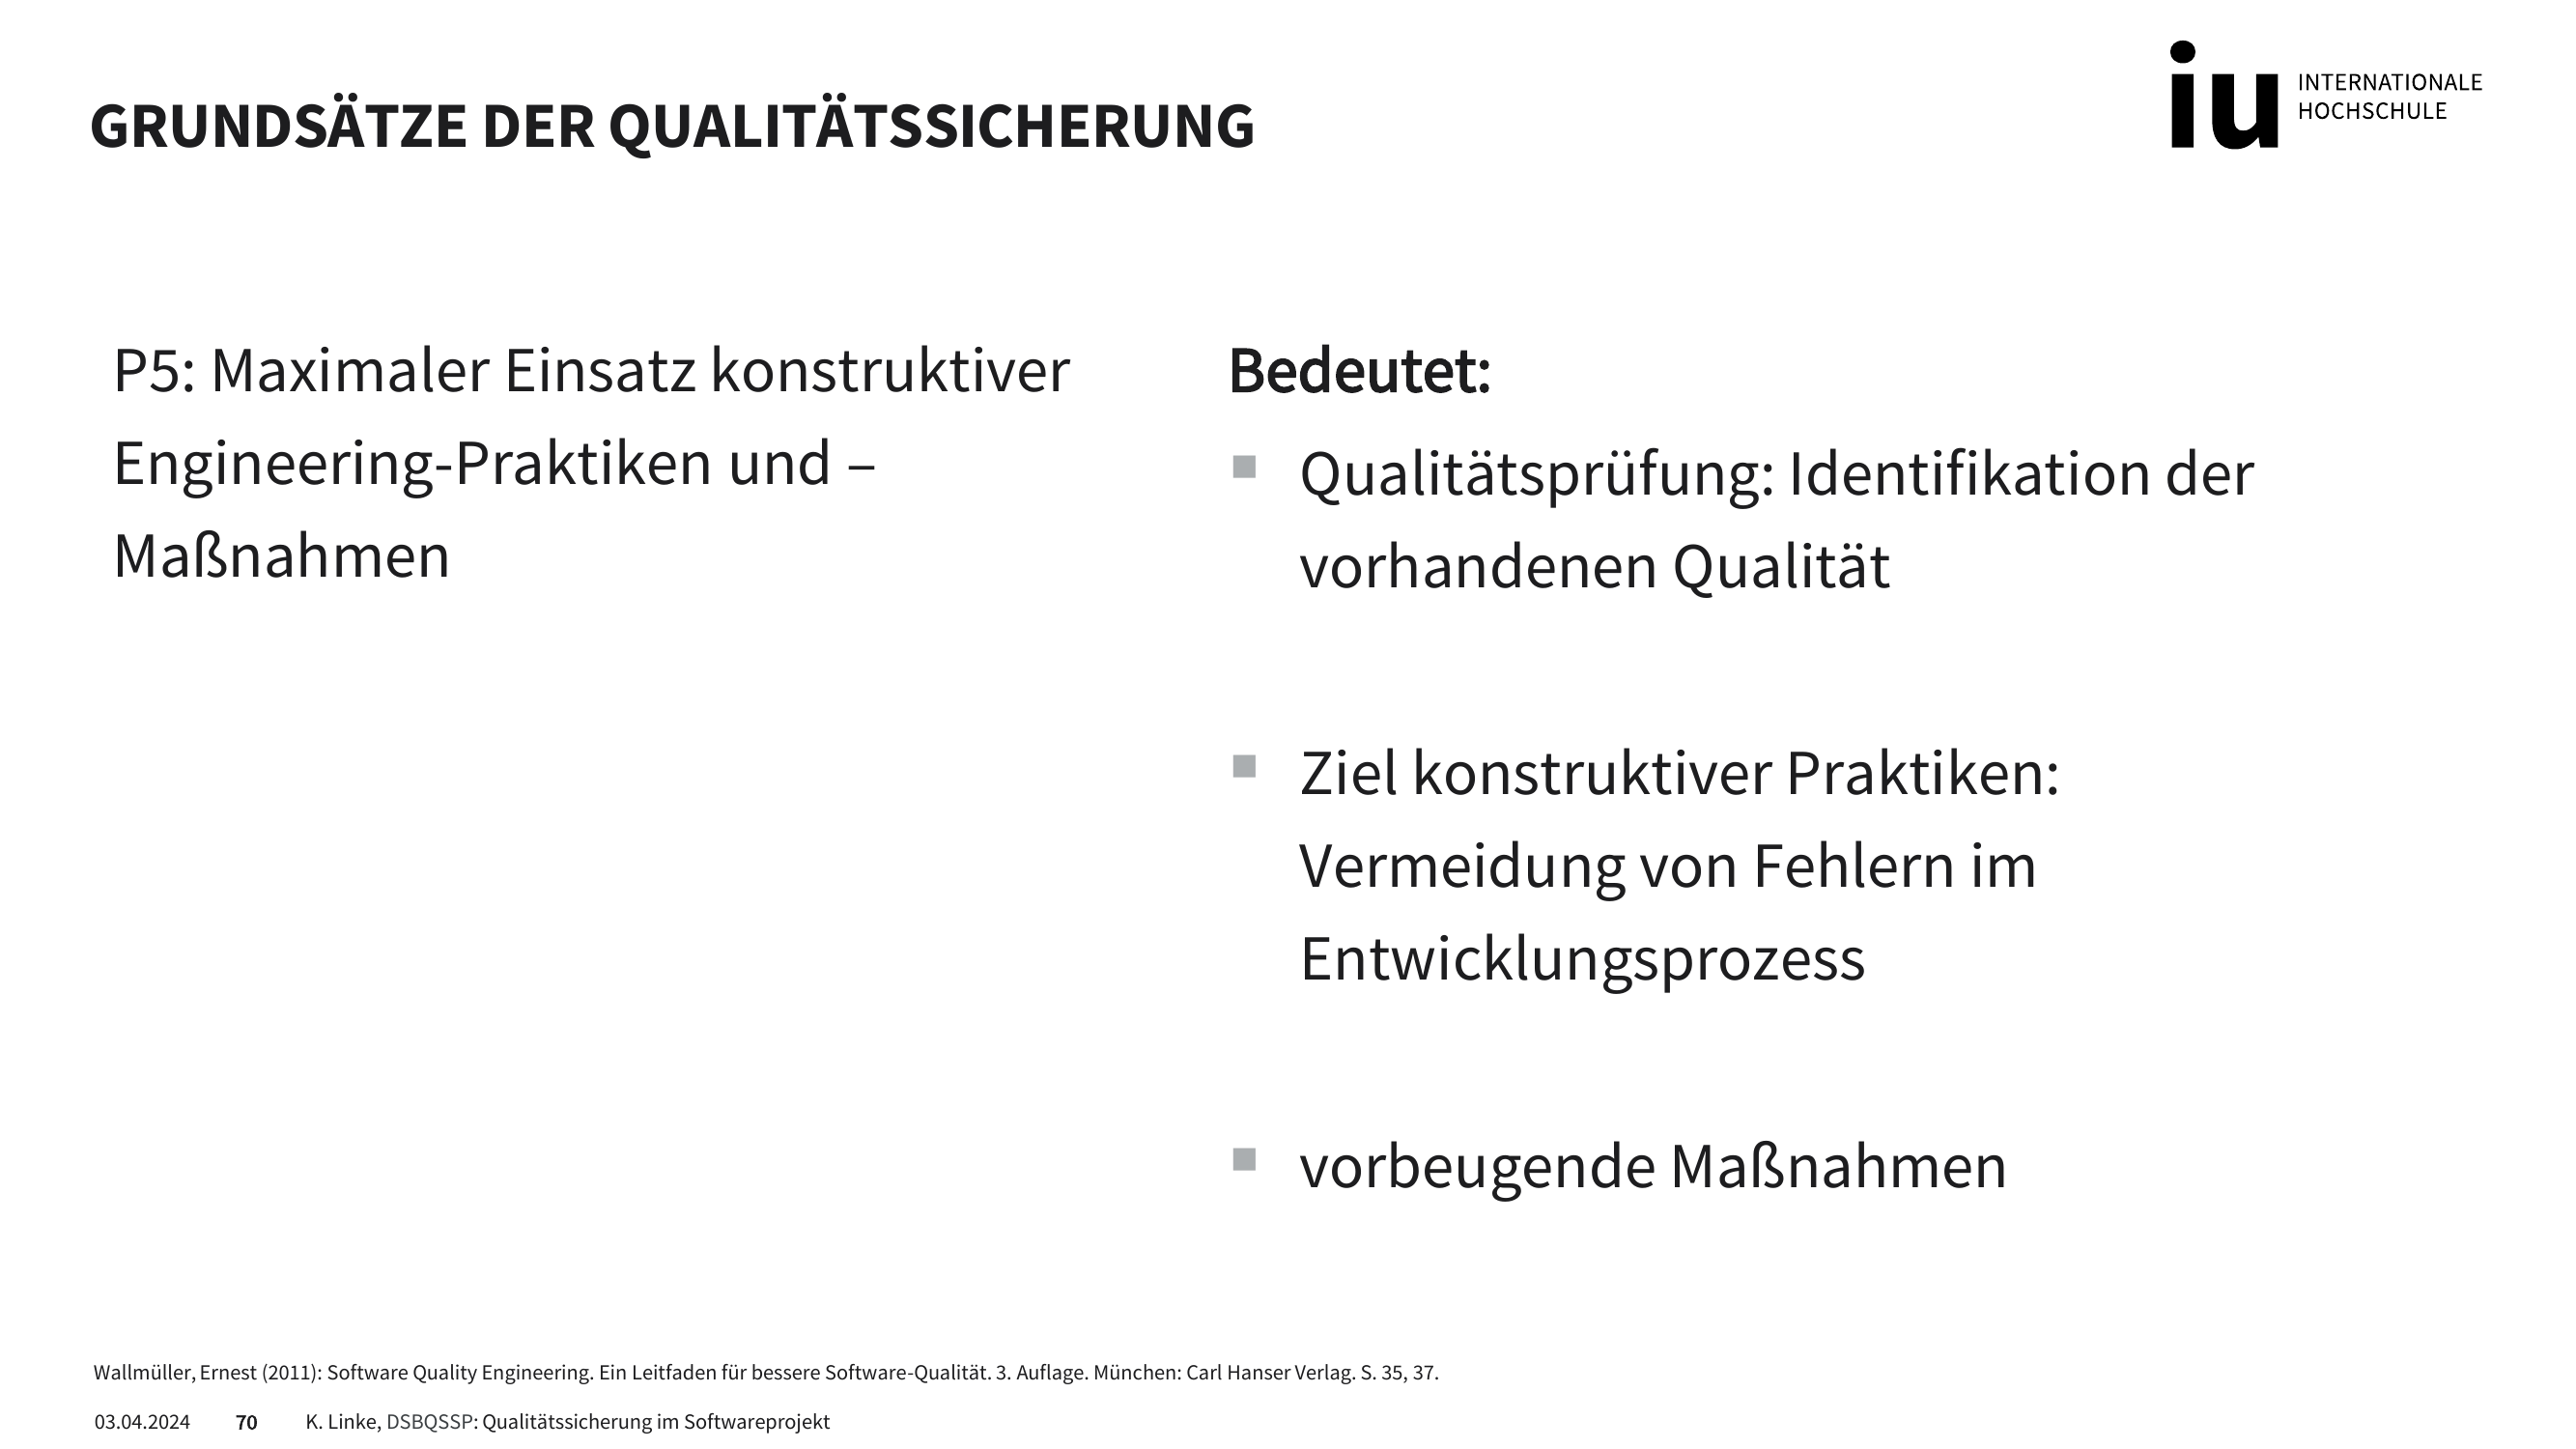 GRUNDSÄTZE DER QUALITÄTSSICHERUNG
iu INTERNATIONALE
HOCHSCHULE
P5: Maximaler Einsatz konstruktiver
Engineering-Praktiken und –
Maßnahmen
Bedeutet:
Qualitätsprüfung: Identifikation der
vorhandenen Qualität
Ziel konstruktiver Praktiken:
Vermeidung von Fehlern im
Entwicklungsprozess
vorbeugende Maßnahmen
Wallmüller, Ernest (2011): Software Quality Engineering. Ein Leitfaden für bessere Software-Qualität. 3. Auflage. München: Carl Hanser Verlag. S. 35, 37.
03.04.2024 70 K. Linke, DSBQSSP: Qualitätssicherung im Softwareprojekt